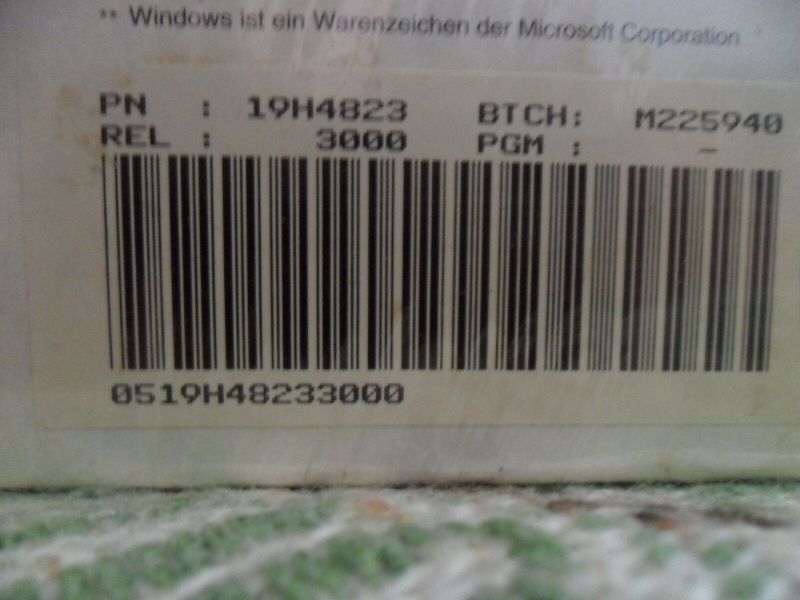 ** Windows ist ein Warenzeichen der Microsoft Corporation
PN : 19H4823 BTCH: M225940
REL : 3000 PGM : -
0519H48233000